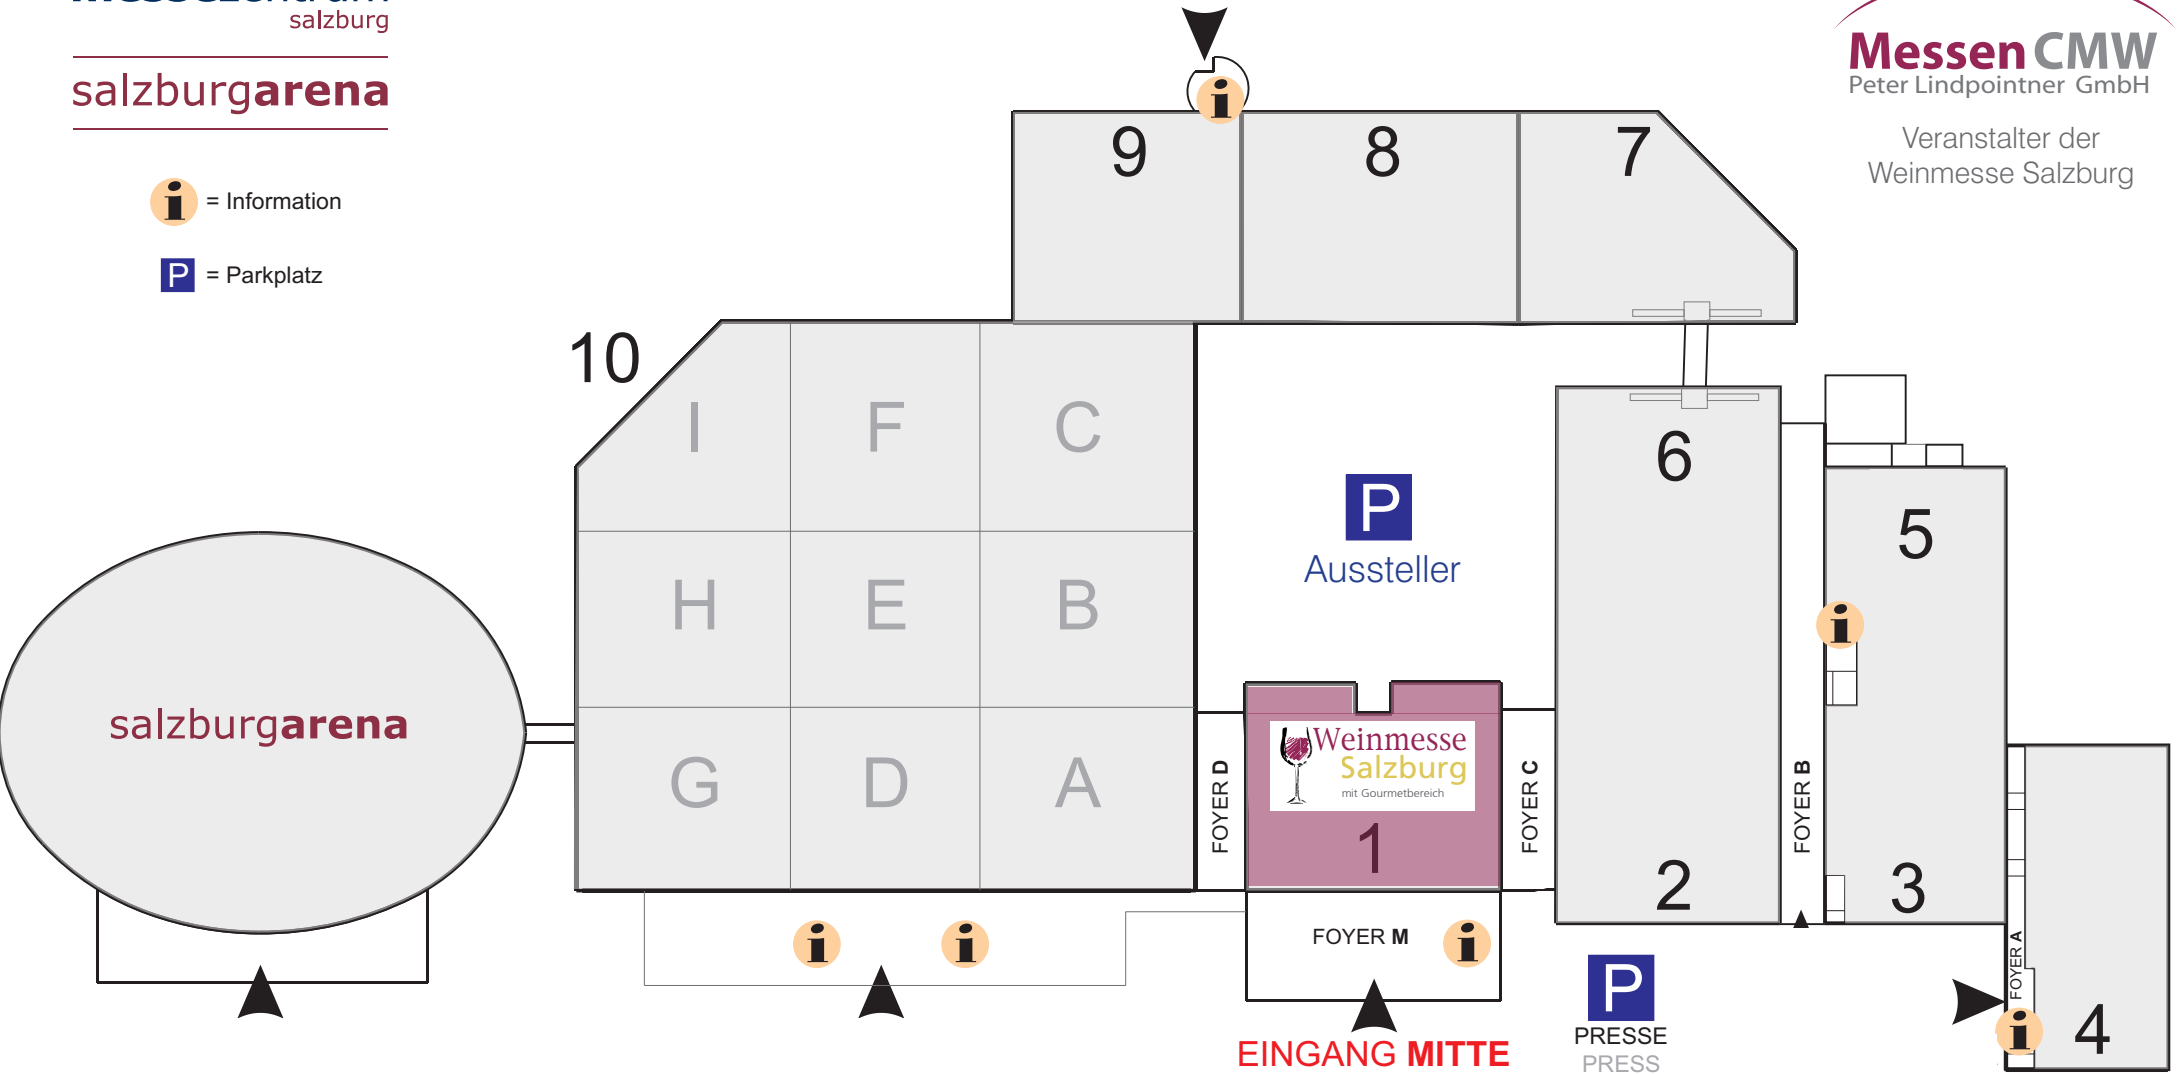 messezentrum
salzburg
salzburgarena
i = Information
P = Parkplatz
Messen CMW
Peter Lindpointner GmbH
Veranstalter der
Weinmesse Salzburg
i
9
8
7
10
I
F
C
H
E
B
G
D
A
P
Aussteller
6
5
i
salzburgarena
FOYER D
Weinmesse
Salzburg
mit Gourmetbereich
1
FOYER C
2
FOYER B
3
FOYER A
i
4
i
i
FOYER M
i
EINGANG MITTE
P
PRESSE
PRESS